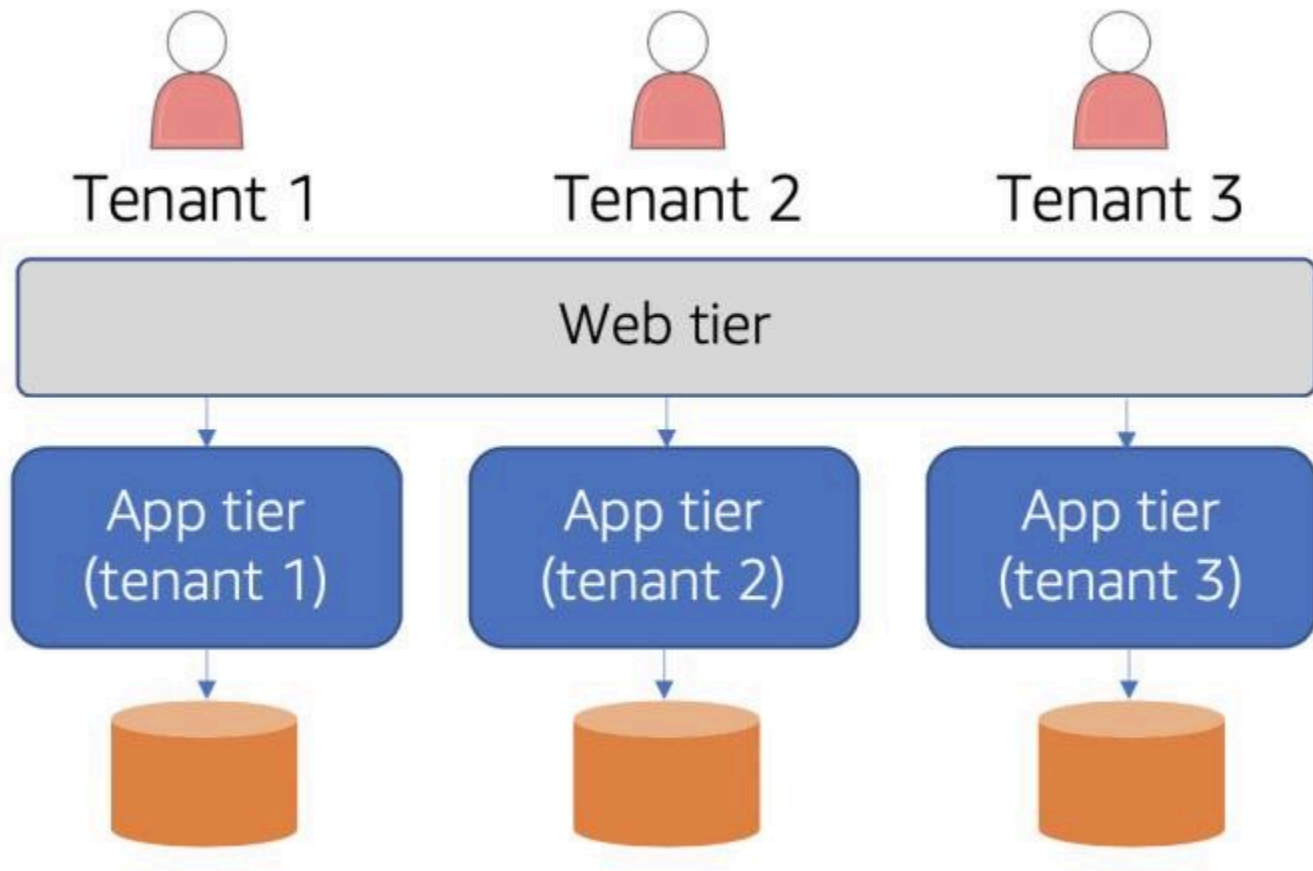 Tenant 1
Tenant 2
Tenant 3
Web tier
App tier
(tenant 1)
App tier
(tenant 2)
App tier
(tenant 3)